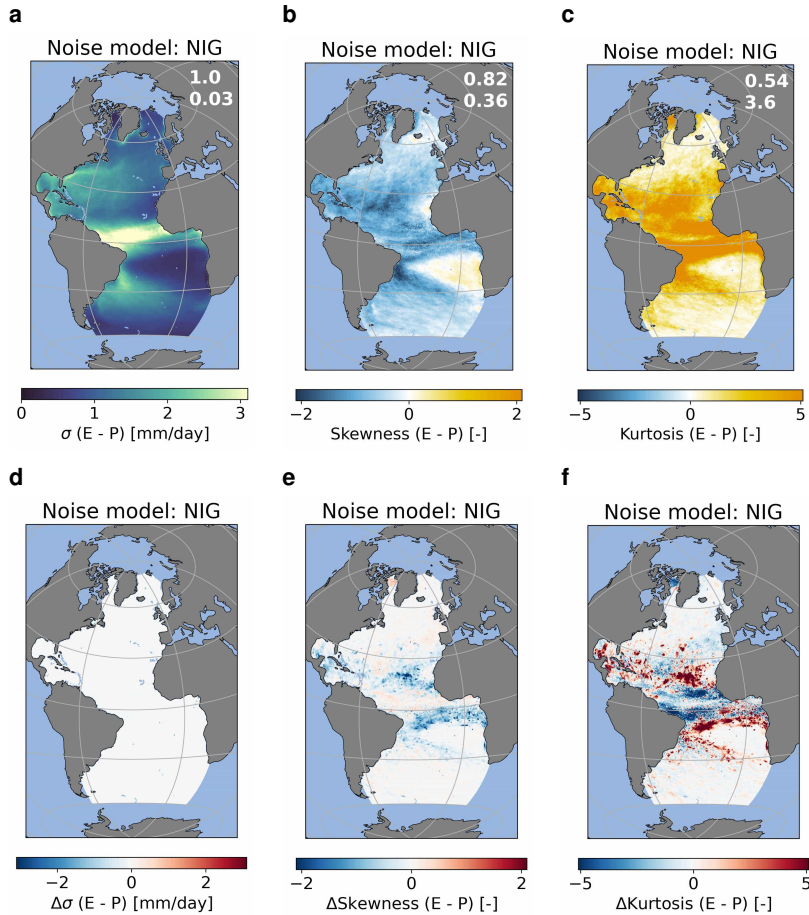 a
Noise model: NIG
1.0
0.03
0 1 2 3
σ (E - P) [mm/day]
b
Noise model: NIG
0.82
0.36
−2 0 2
Skewness (E - P) [-]
c
Noise model: NIG
0.54
3.6
−5 0 5
Kurtosis (E - P) [-]
d
Noise model: NIG
−2 0 2
Δσ (E - P) [mm/day]
e
Noise model: NIG
−2 0 2
ΔSkewness (E - P) [-]
f
Noise model: NIG
−5 0 5
ΔKurtosis (E - P) [-]